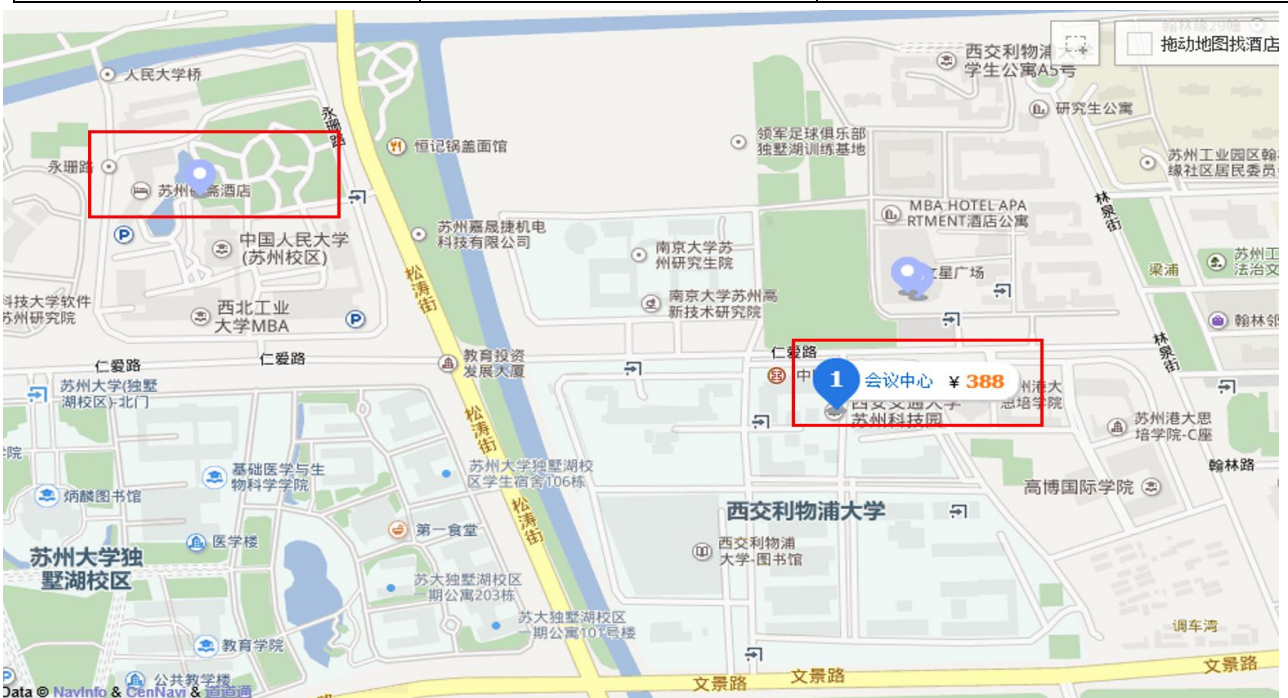 拖动地图找酒店
西交利物浦大学
学生公寓A5号
人民大学桥
研究生公寓
永珊路
领军足球俱乐部
独墅湖训练基地
恒记锅盖面馆
永珊路
苏州工业园区翰
缘社区居民委员
苏州
斋酒店
林泉街
MBA HOTEL APA
RTMENT酒店公寓
苏州嘉晟捷机电
科技有限公司
中国人民大学
(苏州校区)
南京大学苏
州研究生院
苏州工
法治文
梁浦
星广场
松涛街
科技大学软件
苏州研究院
西北工业
大学MBA
南京大学苏州高
新技术研究院
翰林邻
仁爱路
仁爱路
仁爱路
教育投资
发展大厦
林泉街
中
1 会议中心 ¥ 388
苏州大学(独墅
湖校区)-北门
州港大
思培学院
西安交通大学
苏州科技园
松涛街
苏州港大思
培学院-C座
学院
基础医学与生
物科学学院
苏州大学独墅湖校
区学生宿舍106栋
翰林路
炳麟图书馆
高博国际学院
西交利物浦大学
松涛街
第一食堂
医学楼
西交利物浦
大学-图书馆
苏州大学独
墅湖校区
苏大独墅湖校区
一期公寓203栋
苏大独墅湖校区
一期公寓101号楼
调车湾
教育学院
文景路
文景路
文景路
公共教学楼
Data © NavInfo & CenNavi & 道道通